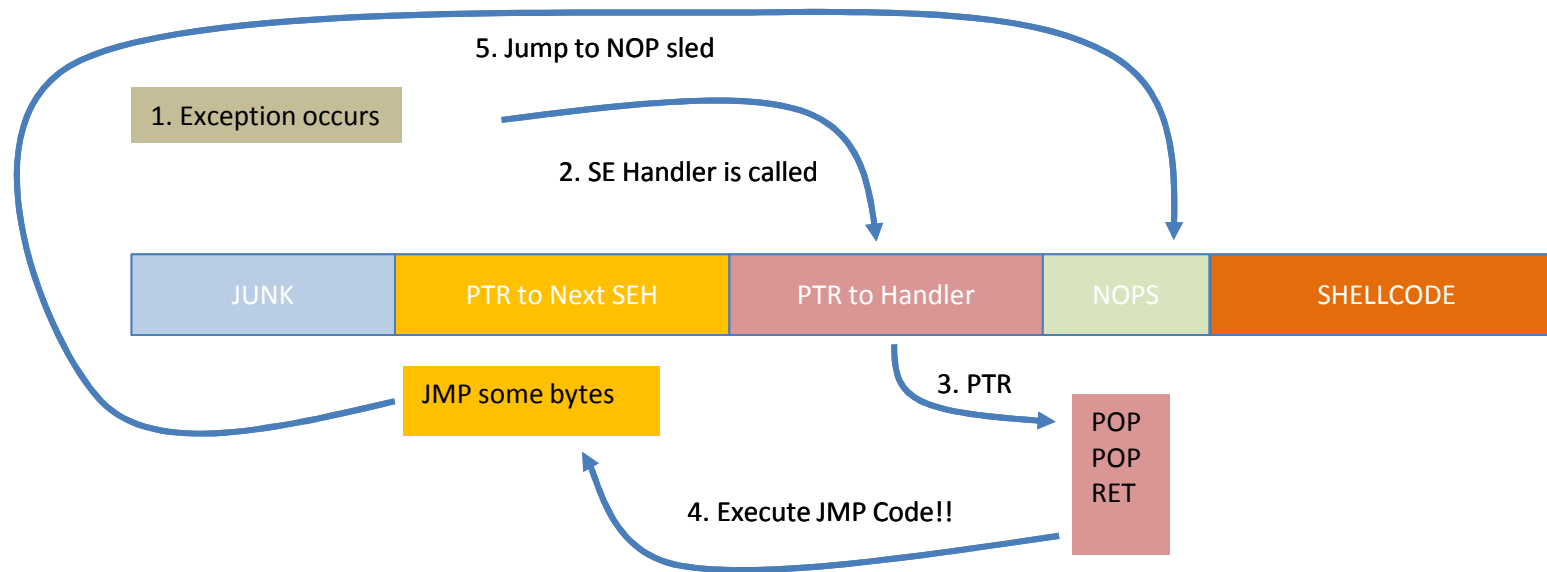 5. Jump to NOP sled
1. Exception occurs
2. SE Handler is called
JUNK
PTR to Next SEH
PTR to Handler
NOPS
SHELLCODE
JMP some bytes
3. PTR
POP
POP
RET
4. Execute JMP Code!!